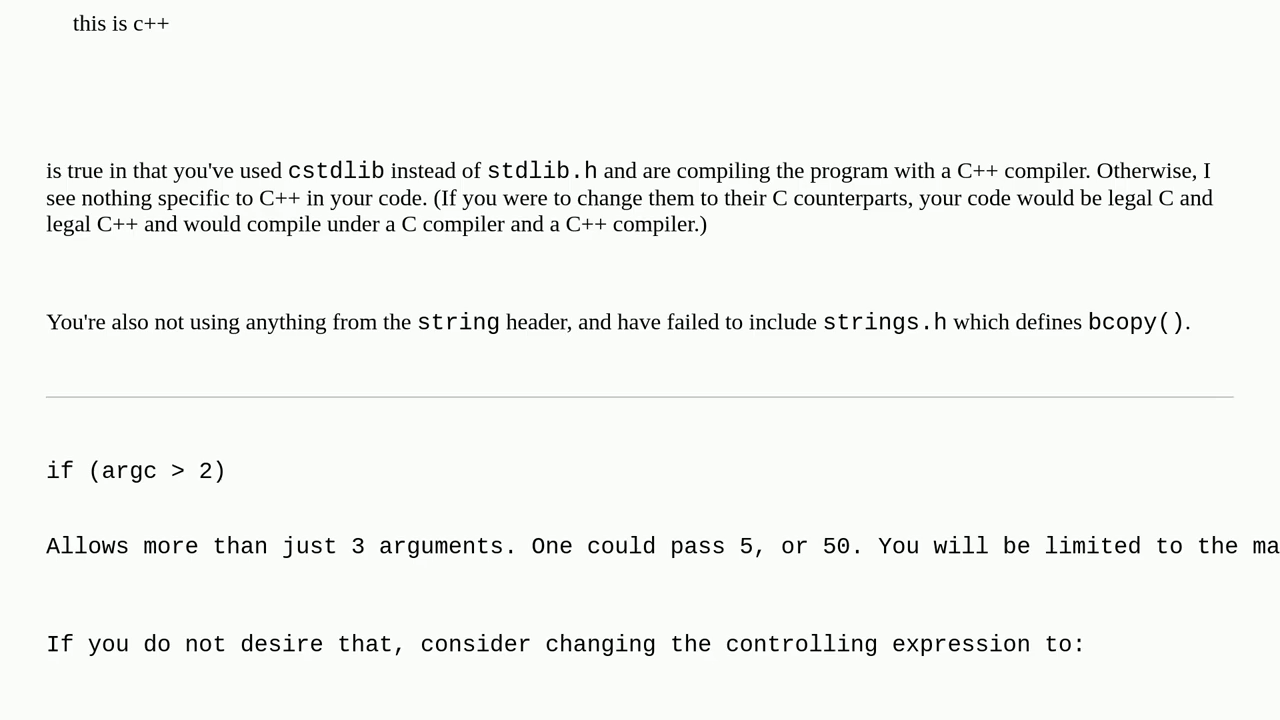 this is c++
is true in that you've used cstdlib instead of stdlib.h and are compiling the program with a C++ compiler. Otherwise, I
see nothing specific to C++ in your code. (If you were to change them to their C counterparts, your code would be legal C and
legal C++ and would compile under a C compiler and a C++ compiler.)
You're also not using anything from the string header, and have failed to include strings.h which defines bcopy().
if (argc > 2)
Allows more than just 3 arguments. One could pass 5, or 50. You will be limited to the ma
If you do not desire that, consider changing the controlling expression to: